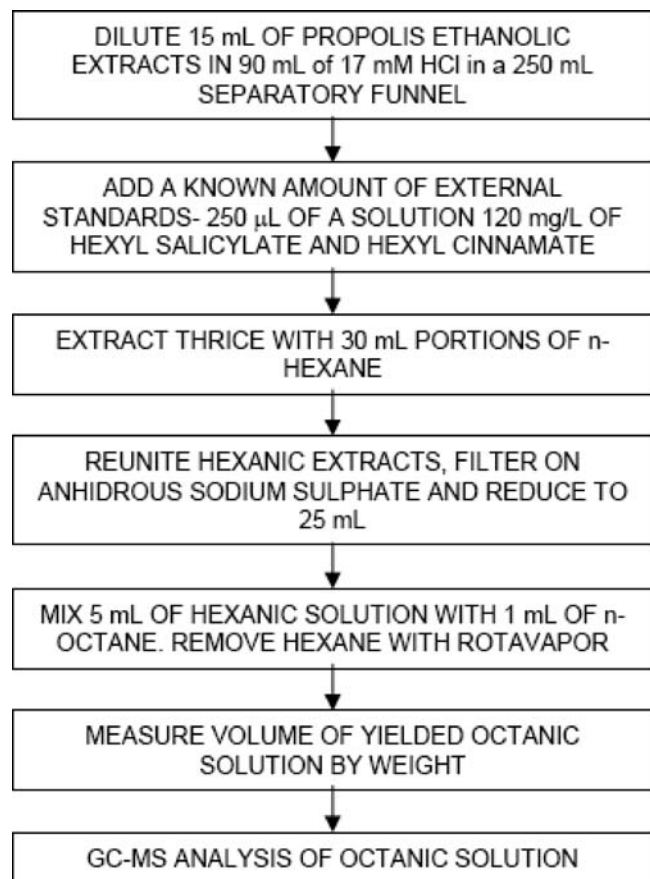 DILUTE 15 mL OF PROPOLIS ETHANOLIC
EXTRACTS IN 90 mL of 17 mM HCl in a 250 mL
SEPARATORY FUNNEL
ADD A KNOWN AMOUNT OF EXTERNAL
STANDARDS- 250 μL OF A SOLUTION 120 mg/L OF
HEXYL SALICYLATE AND HEXYL CINNAMATE
EXTRACT THRICE WITH 30 mL PORTIONS OF n-
HEXANE
REUNITE HEXANIC EXTRACTS, FILTER ON
ANHIDROUS SODIUM SULPHATE AND REDUCE TO
25 mL
MIX 5 mL OF HEXANIC SOLUTION WITH 1 mL OF n-
OCTANE. REMOVE HEXANE WITH ROTAVAPOR
MEASURE VOLUME OF YIELDED OCTANIC
SOLUTION BY WEIGHT
GC-MS ANALYSIS OF OCTANIC SOLUTION